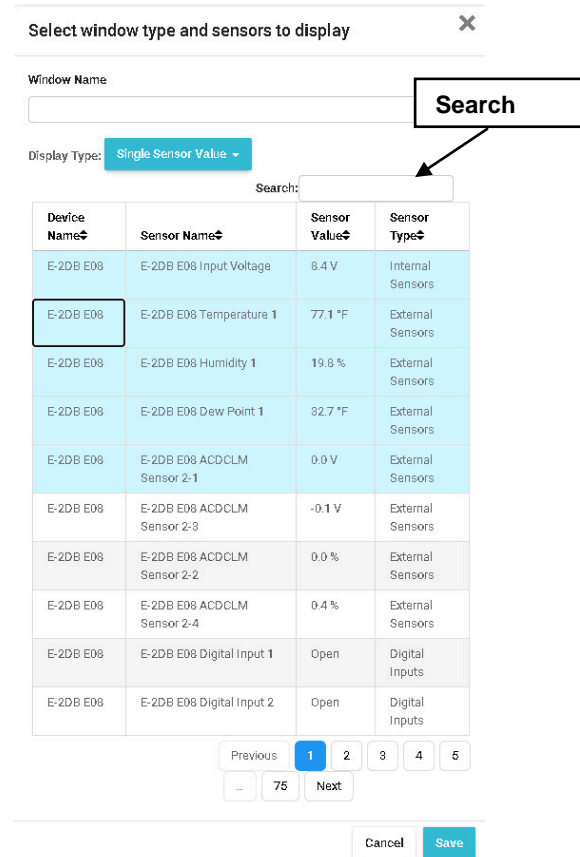 Select window type and sensors to display ×
Window Name
Search
Display Type: Single Sensor Value
Search:
Device Name Sensor Name Sensor Value Sensor Type
E-2DB E08 E-2DB E08 Input Voltage 8.4 V Internal Sensors
E-2DB E08 E-2DB E08 Temperature 1 77.1 °F External Sensors
E-2DB E08 E-2DB E08 Humidity 1 19.8 % External Sensors
E-2DB E08 E-2DB E08 Dew Point 1 32.7 °F External Sensors
E-2DB E08 E-2DB E08 ACDCLM Sensor 2-1 0.0 V External Sensors
E-2DB E08 E-2DB E08 ACDCLM Sensor 2-3 -0.1 V External Sensors
E-2DB E08 E-2DB E08 ACDCLM Sensor 2-2 0.0 % External Sensors
E-2DB E08 E-2DB E08 ACDCLM Sensor 2-4 0.4 % External Sensors
E-2DB E08 E-2DB E08 Digital Input 1 Open Digital Inputs
E-2DB E08 E-2DB E08 Digital Input 2 Open Digital Inputs
Previous 1 2 3 4 5
... 75 Next
Cancel Save